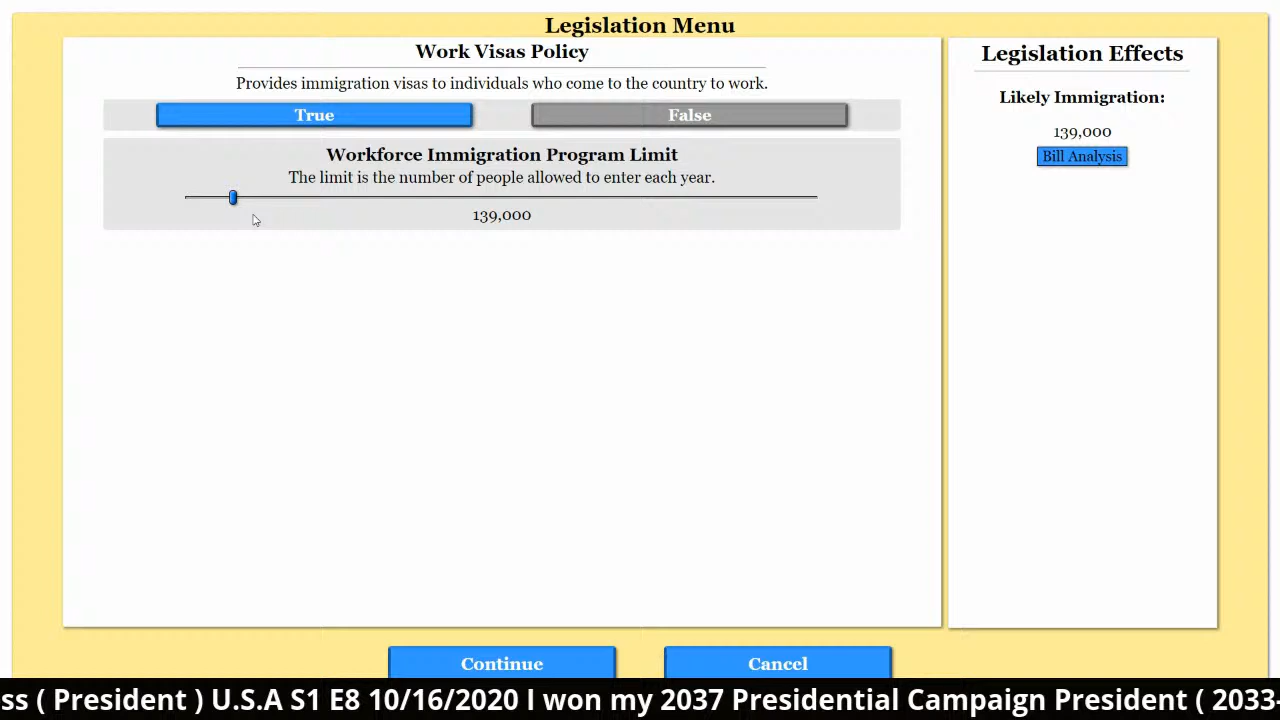 Legislation Menu
Work Visas Policy
Provides immigration visas to individuals who come to the country to work.
True
False
Workforce Immigration Program Limit
The limit is the number of people allowed to enter each year.
139,000
Legislation Effects
Likely Immigration:
139,000
Bill Analysis
Continue
Cancel
ss ( President ) U.S.A S1 E8 10/16/2020 I won my 2037 Presidential Campaign President ( 2033